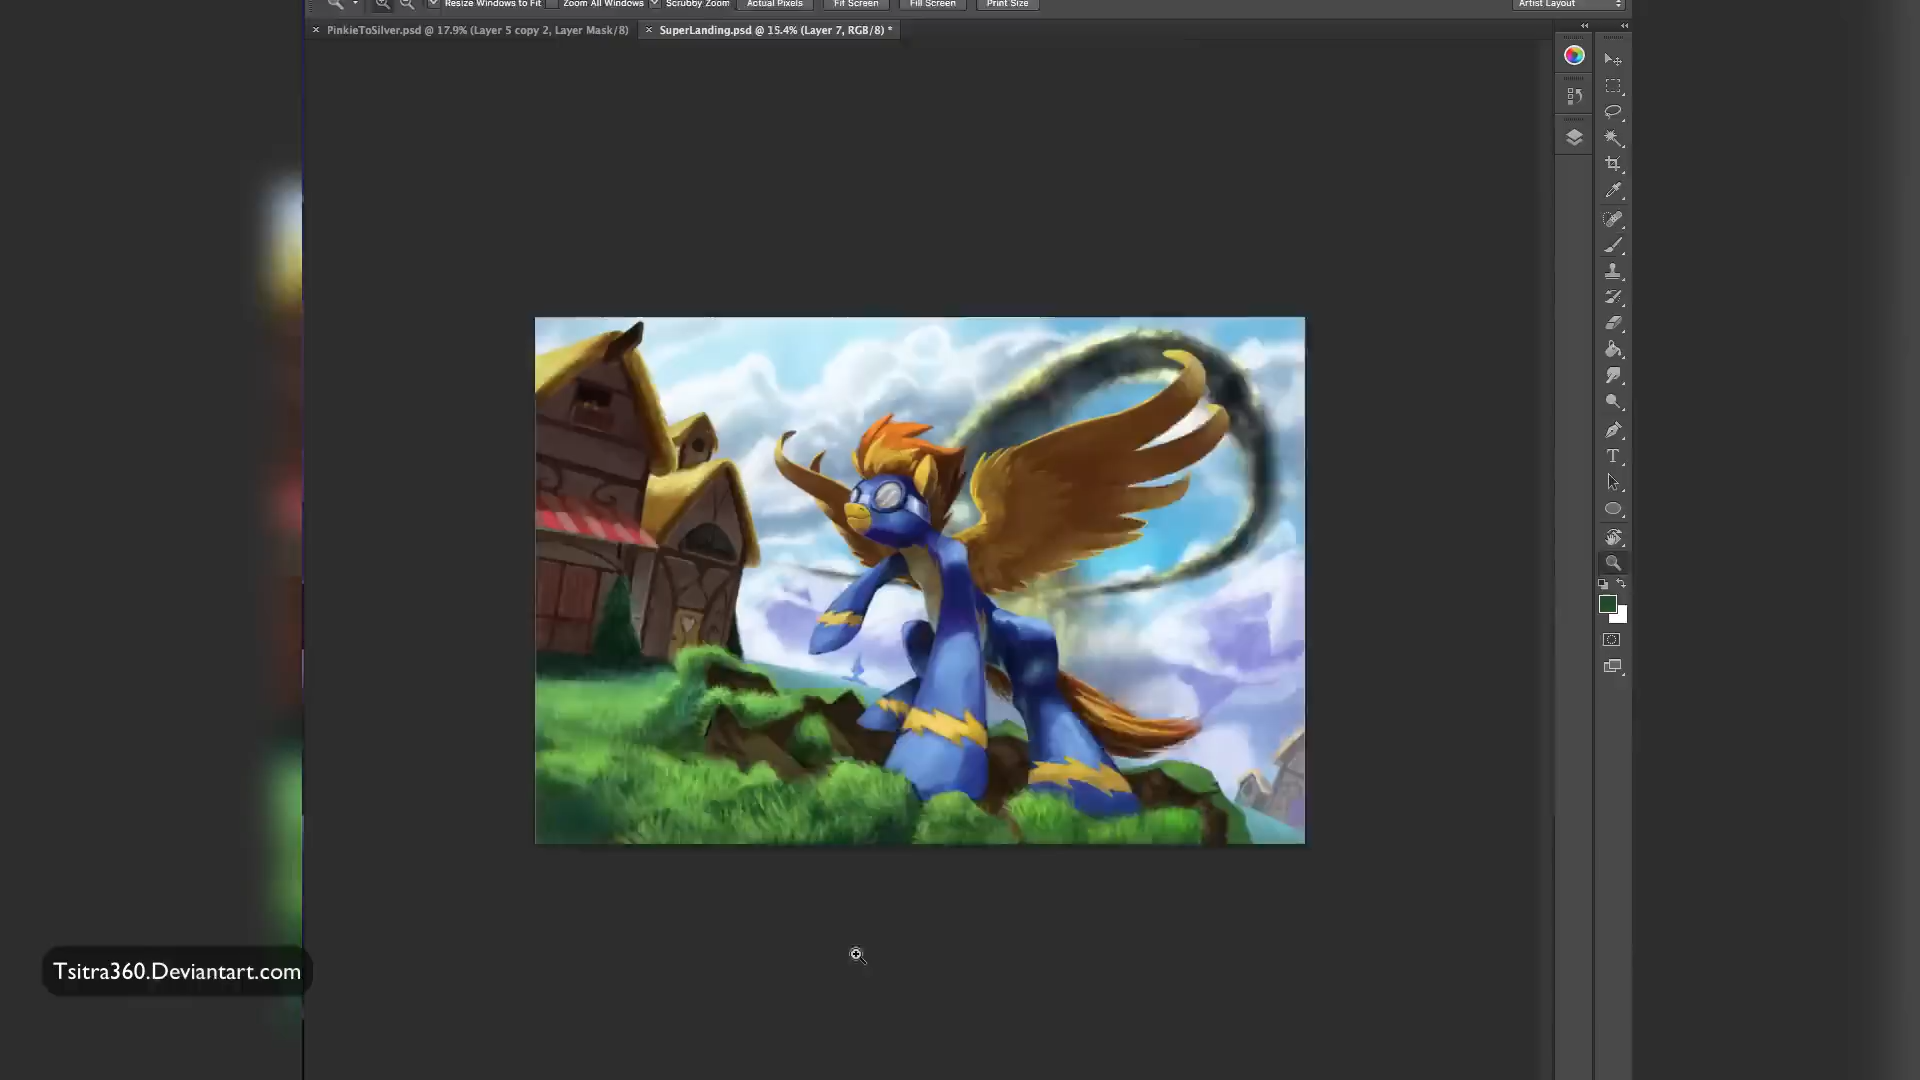 Resize Windows to Fit Zoom All Windows Scrubby Zoom Actual Pixels Fit Screen Fill Screen Print Size Artist Layout
PinkieToSilver.psd @ 17.9% (Layer 5 copy 2, Layer Mask/8) SuperLanding.psd @ 15.4% (Layer 7, RGB/8) *
Tsitra360.Deviantart.com